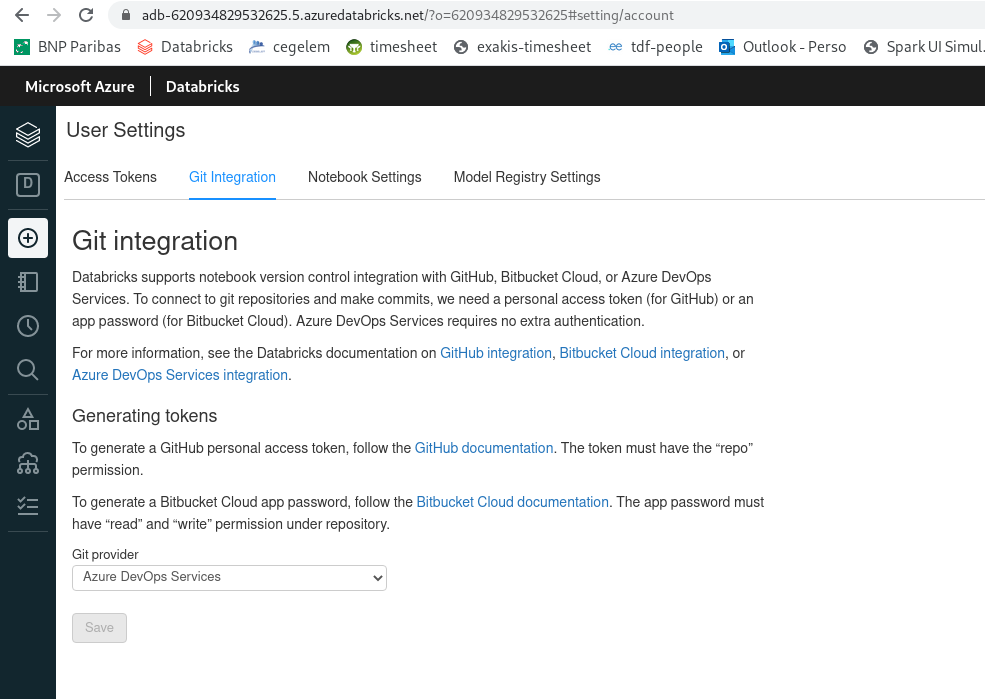 adb-620934829532625.5.azuredatabricks.net/?o=620934829532625#setting/account
BNP Paribas Databricks cegelem timesheet exakis-timesheet tdf-people Outlook - Perso Spark UI Simul.
Microsoft Azure Databricks
User Settings
Access Tokens Git Integration Notebook Settings Model Registry Settings
D
Git integration
Databricks supports notebook version control integration with GitHub, Bitbucket Cloud, or Azure DevOps
Services. To connect to git repositories and make commits, we need a personal access token (for GitHub) or an
app password (for Bitbucket Cloud). Azure DevOps Services requires no extra authentication.
For more information, see the Databricks documentation on GitHub integration, Bitbucket Cloud integration, or
Azure DevOps Services integration.
Generating tokens
To generate a GitHub personal access token, follow the GitHub documentation. The token must have the “repo”
permission.
To generate a Bitbucket Cloud app password, follow the Bitbucket Cloud documentation. The app password must
have “read” and “write” permission under repository.
Git provider
Azure DevOps Services
Save